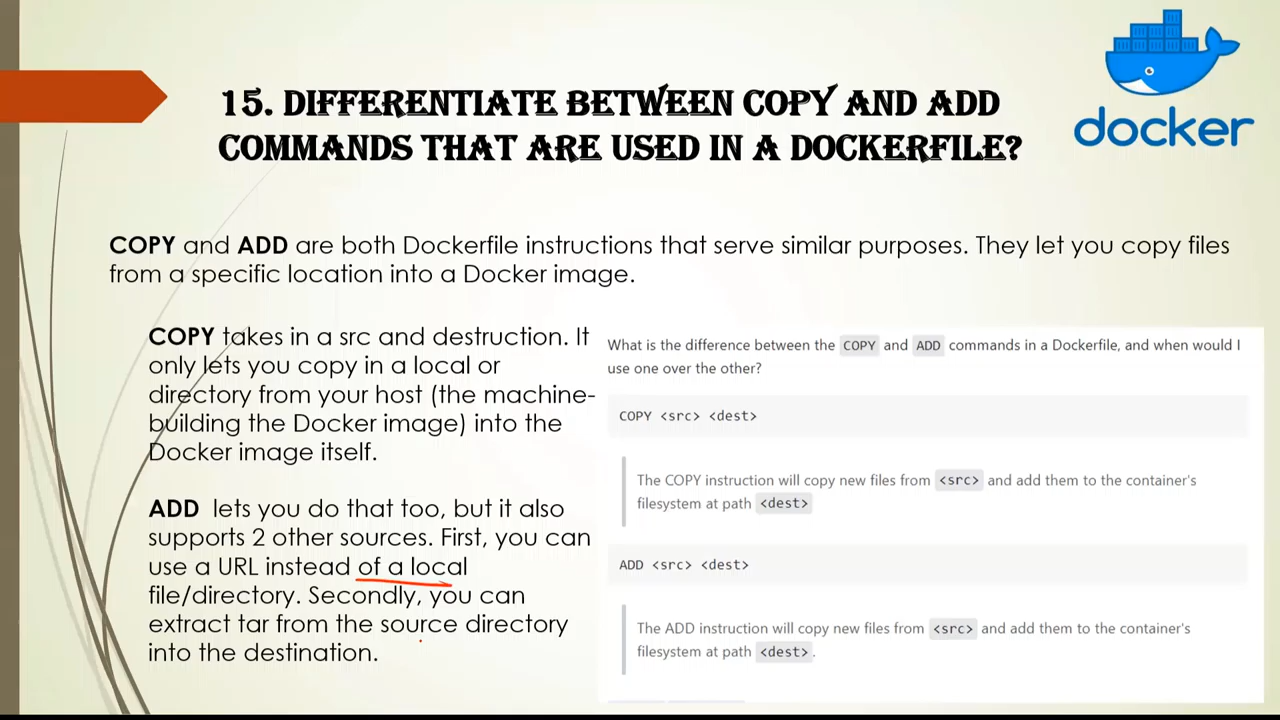 15. DIFFERENTIATE BETWEEN COPY AND ADD
COMMANDS THAT ARE USED IN A DOCKERFILE?
docker
COPY and ADD are both Dockerfile instructions that serve similar purposes. They let you copy files
from a specific location into a Docker image.
COPY takes in a src and destruction. It
only lets you copy in a local or
directory from your host (the machine-
building the Docker image) into the
Docker image itself.
ADD lets you do that too, but it also
supports 2 other sources. First, you can
use a URL instead of a local
file/directory. Secondly, you can
extract tar from the source directory
into the destination.
What is the difference between the COPY and ADD commands in a Dockerfile, and when would I
use one over the other?
COPY <src> <dest>
The COPY instruction will copy new files from <src> and add them to the container's
filesystem at path <dest>
ADD <src> <dest>
The ADD instruction will copy new files from <src> and add them to the container's
filesystem at path <dest>.